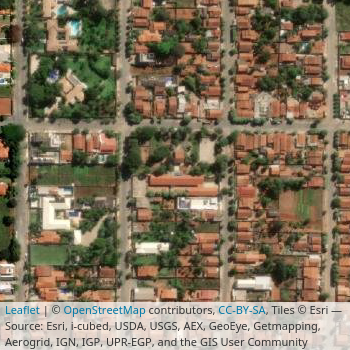 Leaflet | © OpenStreetMap contributors, CC-BY-SA, Tiles © Esri —
Source: Esri, i-cubed, USDA, USGS, AEX, GeoEye, Getmapping,
Aerogrid, IGN, IGP, UPR-EGP, and the GIS User Community